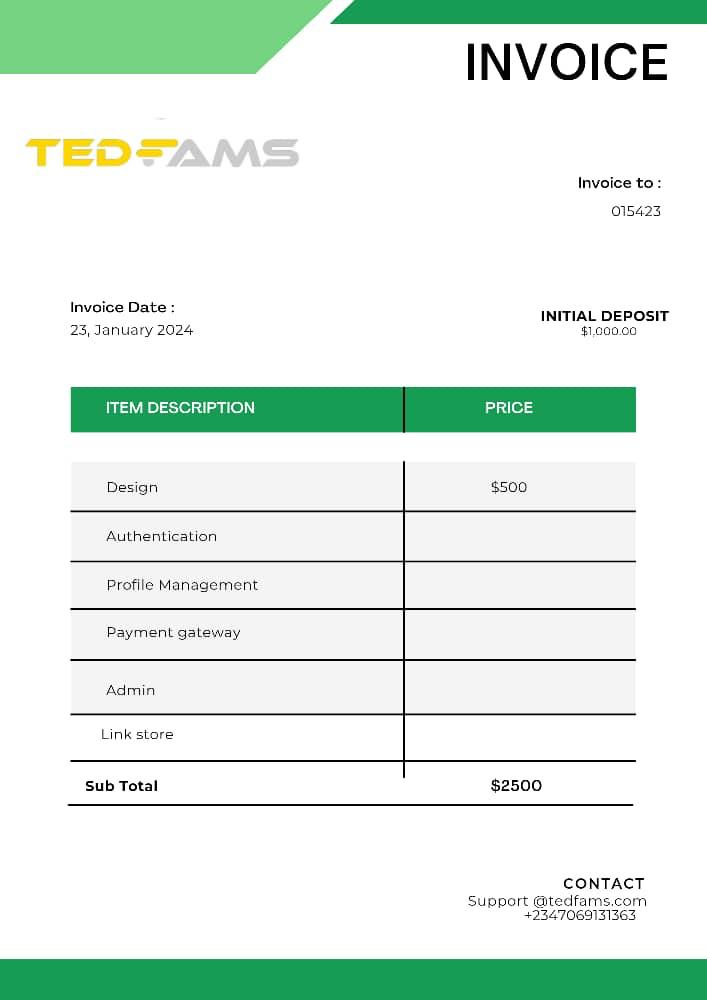 INVOICE
TEDFAMS
Invoice to :
015423
Invoice Date :
23, January 2024
INITIAL DEPOSIT
$1,000.00
ITEM DESCRIPTION PRICE
Design $500
Authentication
Profile Management
Payment gateway
Admin
Link store
Sub Total $2500
CONTACT
Support @tedfams.com
+2347069131363